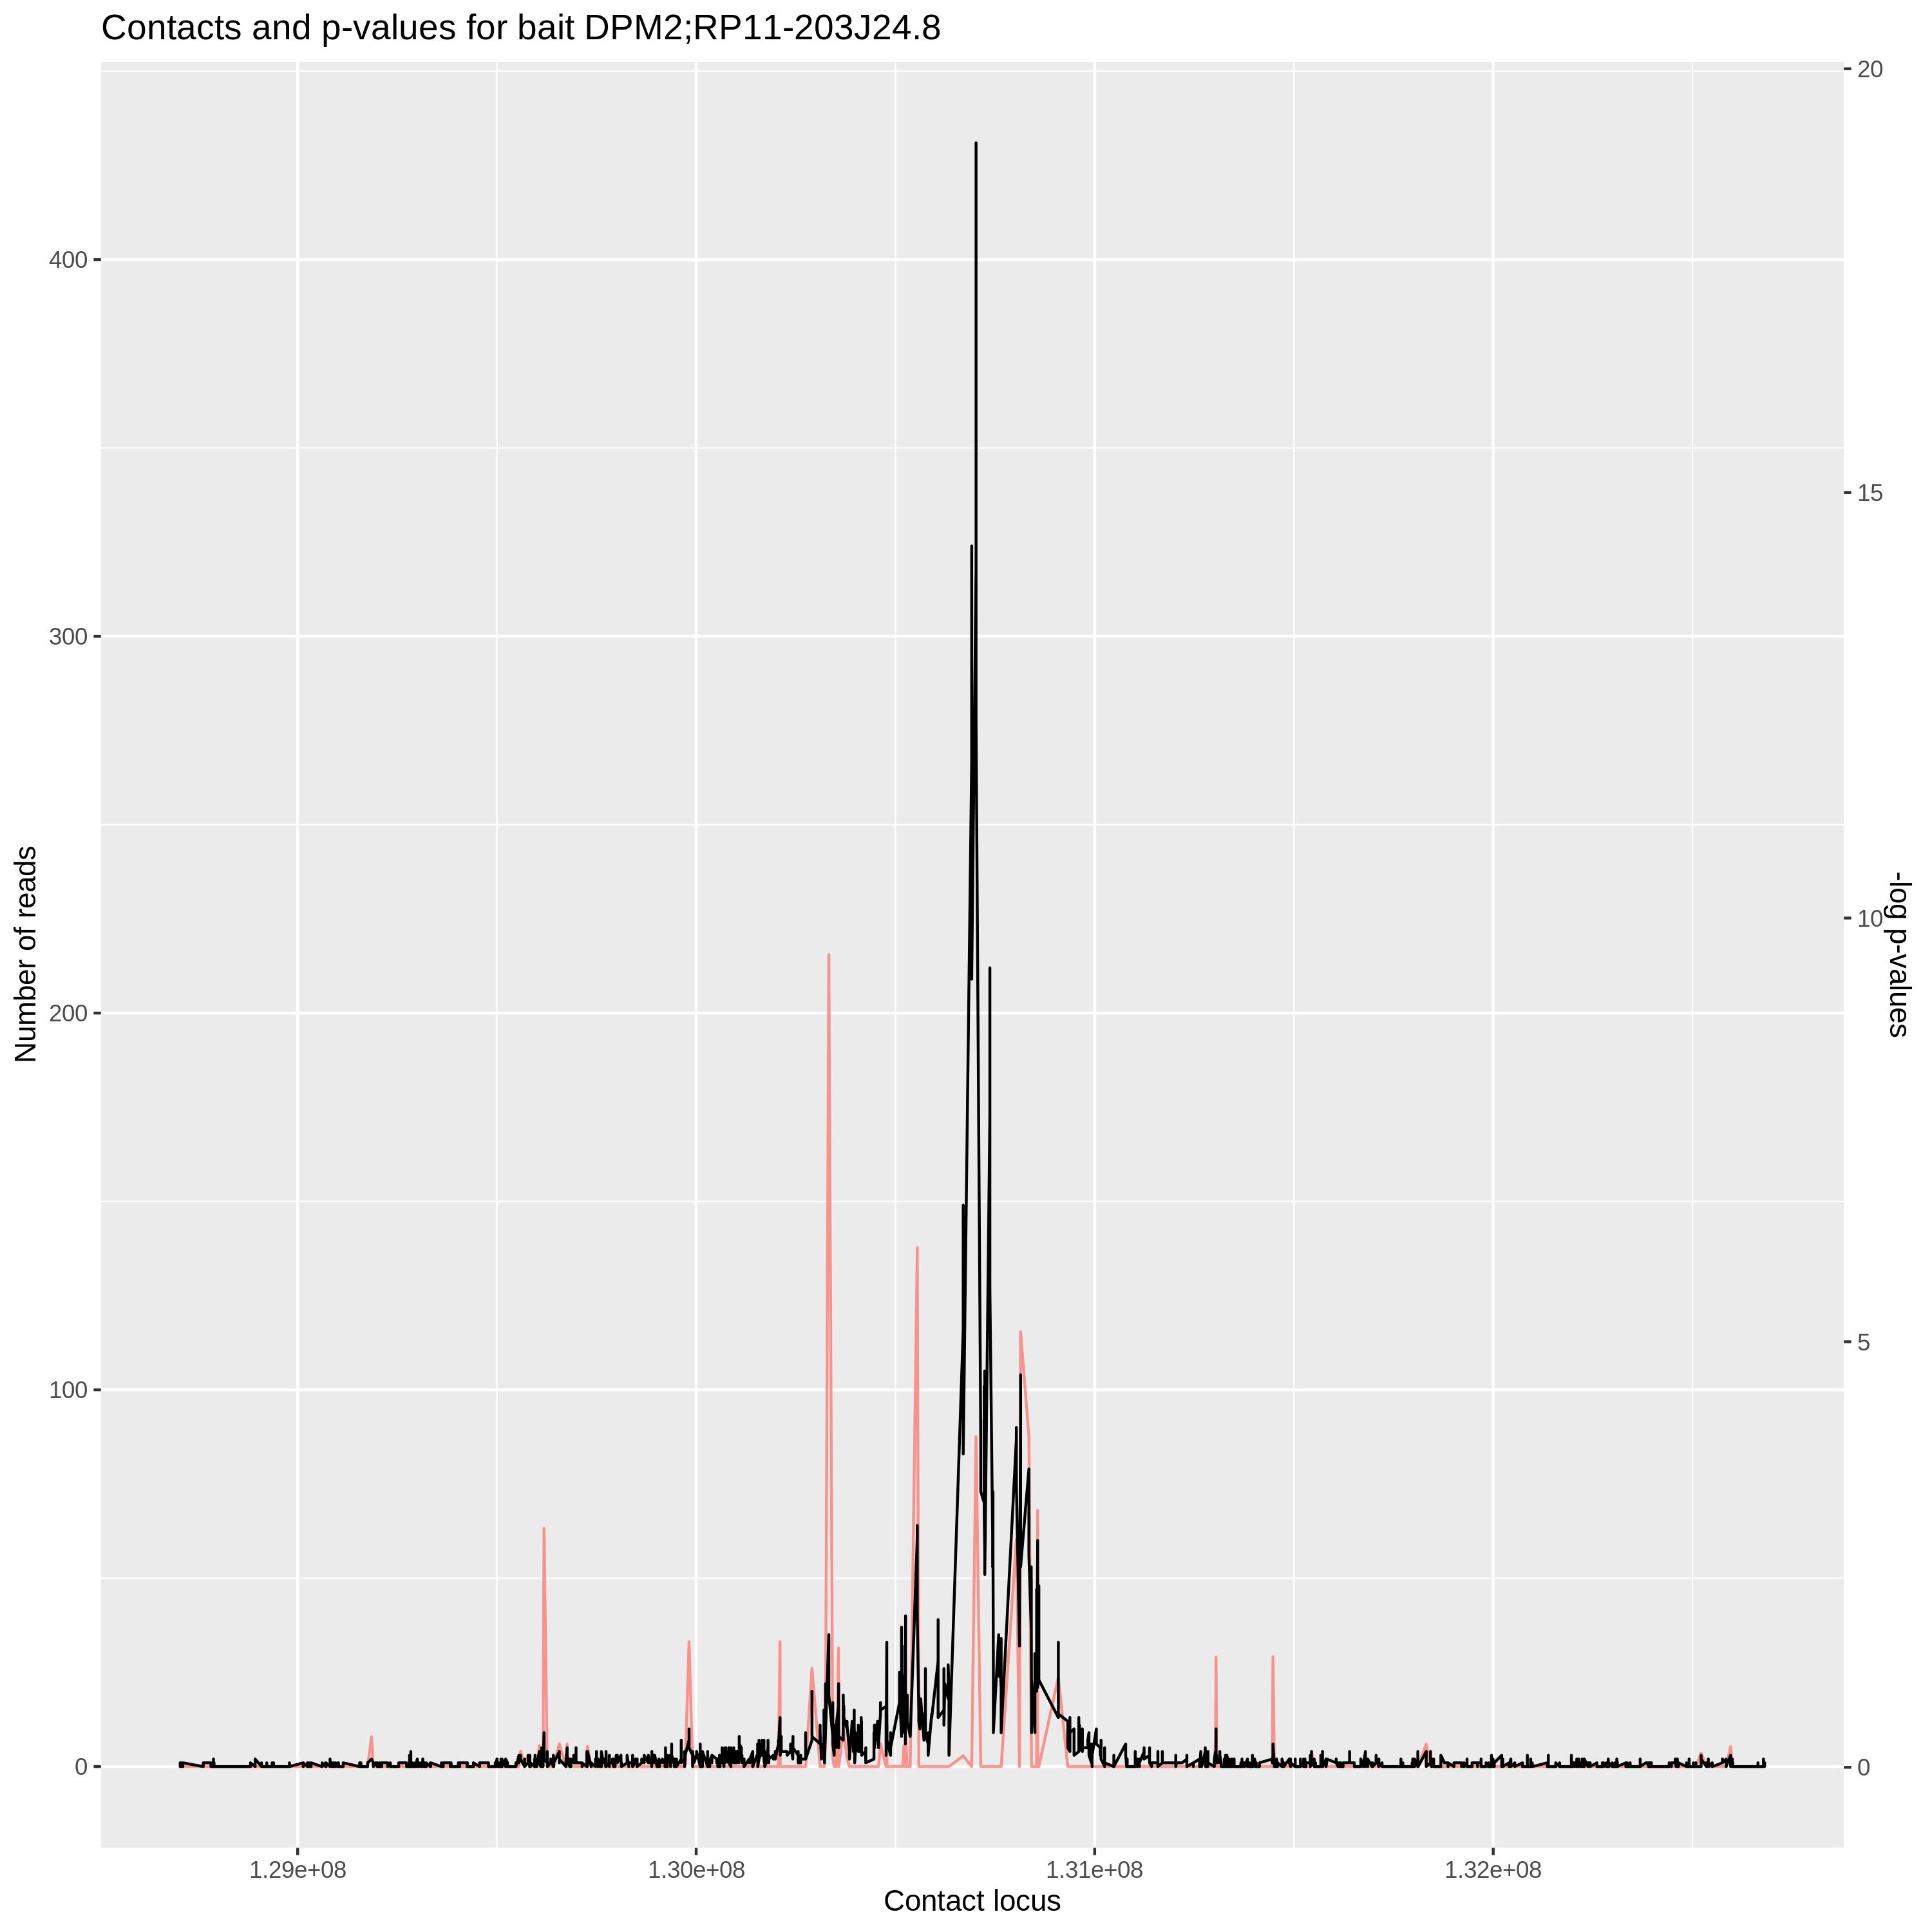 Contacts and p-values for bait DPM2;RP11-203J24.8
Number of reads
400
300
200
100
0
20
15
10
5
0
-log p-values
1.29e+08
1.30e+08
1.31e+08
1.32e+08
Contact locus